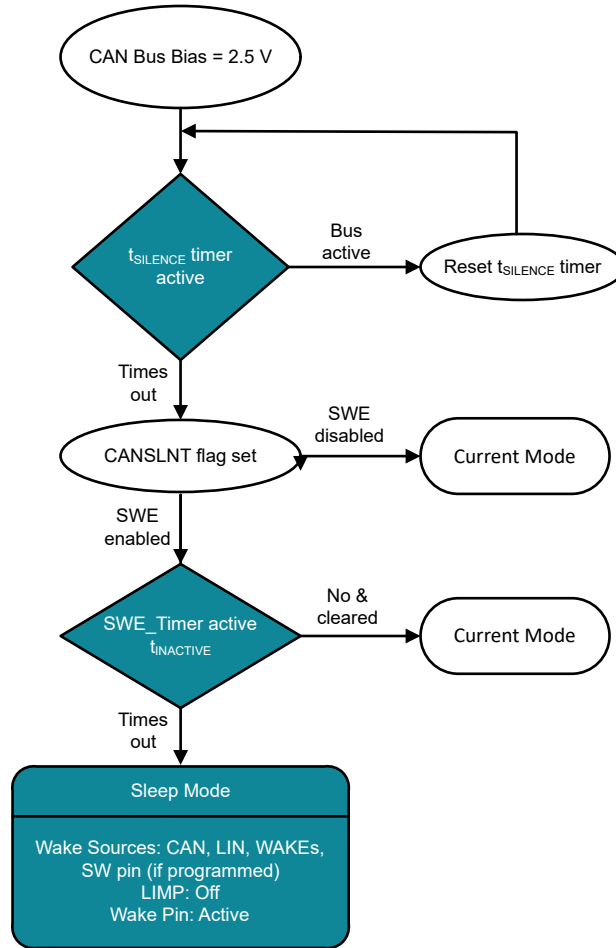 CAN Bus Bias = 2.5 V
tSILENCE timer
active
Bus
active
Reset tSILENCE timer
Times
out
CANSLNT flag set
SWE
disabled
Current Mode
SWE
enabled
SWE_Timer active
tINACTIVE
No &
cleared
Current Mode
Times
out
Sleep Mode
Wake Sources: CAN, LIN, WAKEs,
SW pin (if programmed)
LIMP: Off
Wake Pin: Active